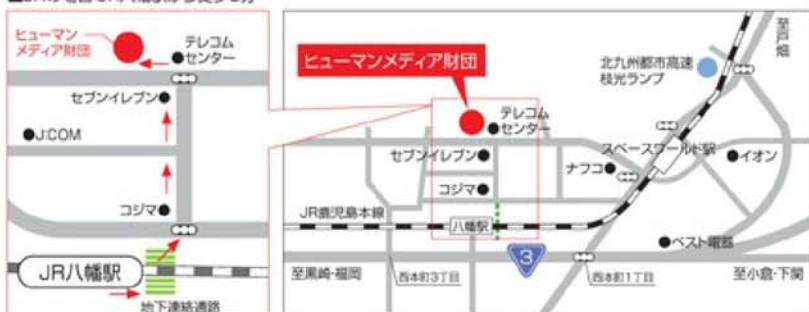 ヒューマン
メディア財団
テレコム
センター
セブンイレブン
J:COM
コジマ
JR八幡駅
地下連絡通路
ヒューマンメディア財団
テレコム
センター
セブンイレブン
コジマ
JR鹿児島本線
八幡駅
至黒崎・福岡
西本町3丁目
3
西本町1丁目
至小倉・下関
ベスト電器
ナフコ
スペースワールド駅
イオン
北九州都市高速
枝光ランプ
至戸畑